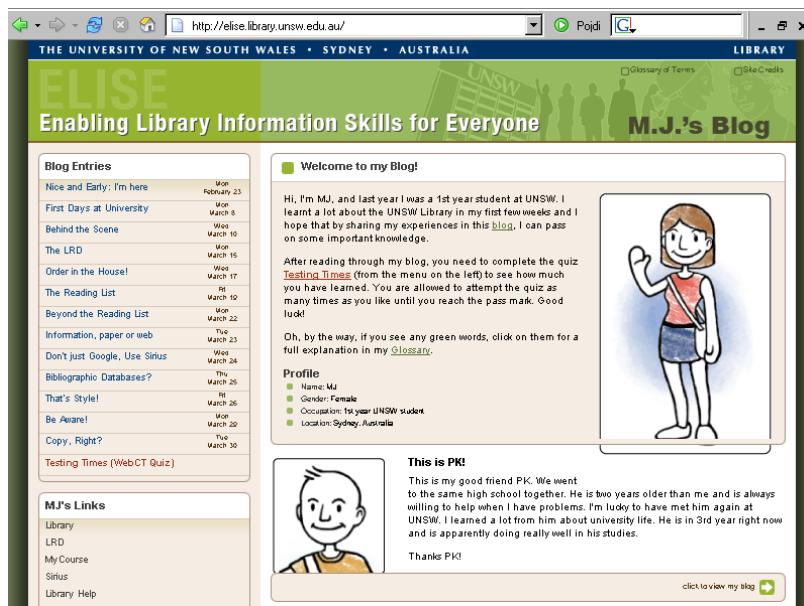 http://elise.library.unsw.edu.au/
Pojdi
G
THE UNIVERSITY OF NEW SOUTH WALES • SYDNEY • AUSTRALIA
LIBRARY
Glossary of Terms
Site Credits
ELISE
UNSW
Enabling Library Information Skills for Everyone
M.J.'s Blog
Blog Entries
Nice and Early: I'm here
Mon
February 23
First Days at University
Mon
March 8
Behind the Scene
Wed
March 10
The LRD
Mon
March 15
Order in the House!
Wed
March 17
The Reading List
Fri
March 19
Beyond the Reading List
Mon
March 22
Information, paper or web
Tue
March 23
Don't just Google, Use Sirius
Wed
March 24
Bibliographic Databases?
Thu
March 25
That's Style!
Fri
March 26
Be Aware!
Mon
March 29
Copy, Right?
Tue
March 30
Testing Times (WebCT Quiz)
MJ's Links
Library
LRD
My Course
Sirius
Library Help
Welcome to my Blog!
Hi, I'm MJ, and last year I was a 1st year student at UNSW. I
learnt a lot about the UNSW Library in my first few weeks and I
hope that by sharing my experiences in this blog, I can pass
on some important knowledge.
After reading through my blog, you need to complete the quiz
Testing Times (from the menu on the left) to see how much
you have learned. You are allowed to attempt the quiz as
many times as you like until you reach the pass mark. Good
luck!
Oh, by the way, if you see any green words, click on them for a
full explanation in my Glossary.
Profile
Name: MJ
Gender: Female
Occupation: 1st year UNSW student
Location: Sydney, Australia
This is PK!
This is my good friend PK. We went
to the same high school together. He is two years older than me and is always
willing to help when I have problems. I'm lucky to have met him again at
UNSW. I learned a lot from him about university life. He is in 3rd year right now
and is apparently doing really well in his studies.
Thanks PK!
click to view my blog